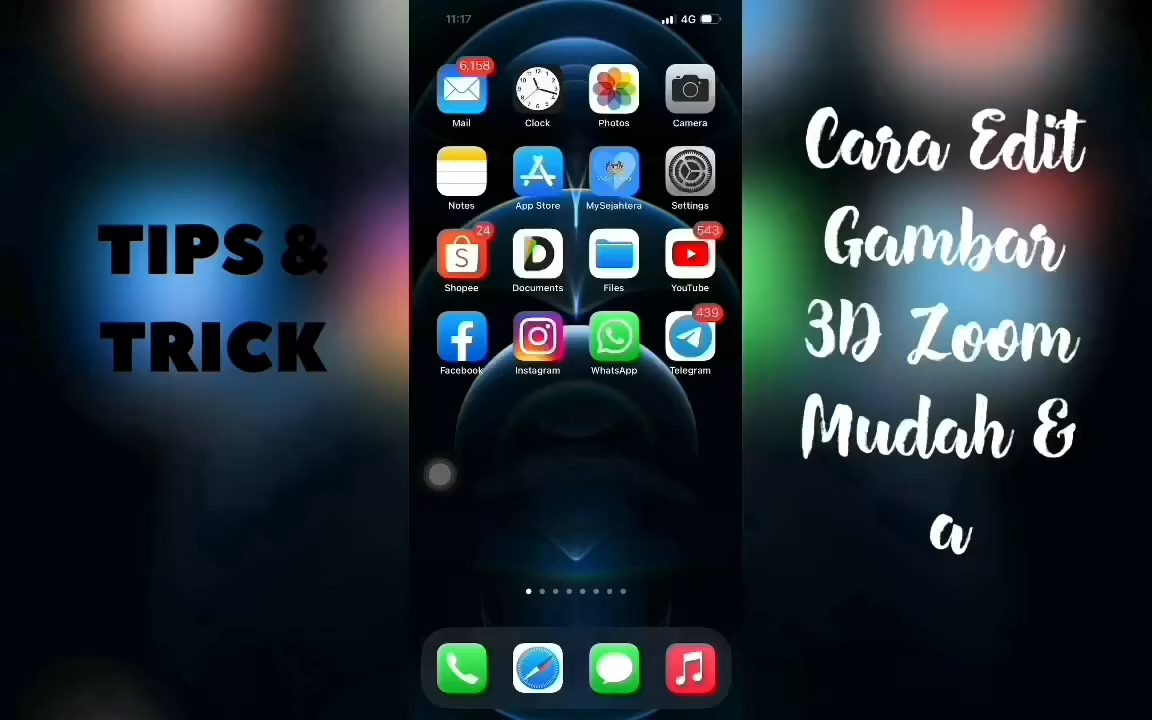 TIPS &
TRICK
11:17
4G
6,158
Mail
Clock
Photos
Camera
Notes
App Store
MySejahtera
Settings
24
543
Shopee
Documents
Files
YouTube
439
Facebook
Instagram
WhatsApp
Telegram
Cara Edit
Gambar
3D Zoom
Mudah &
a